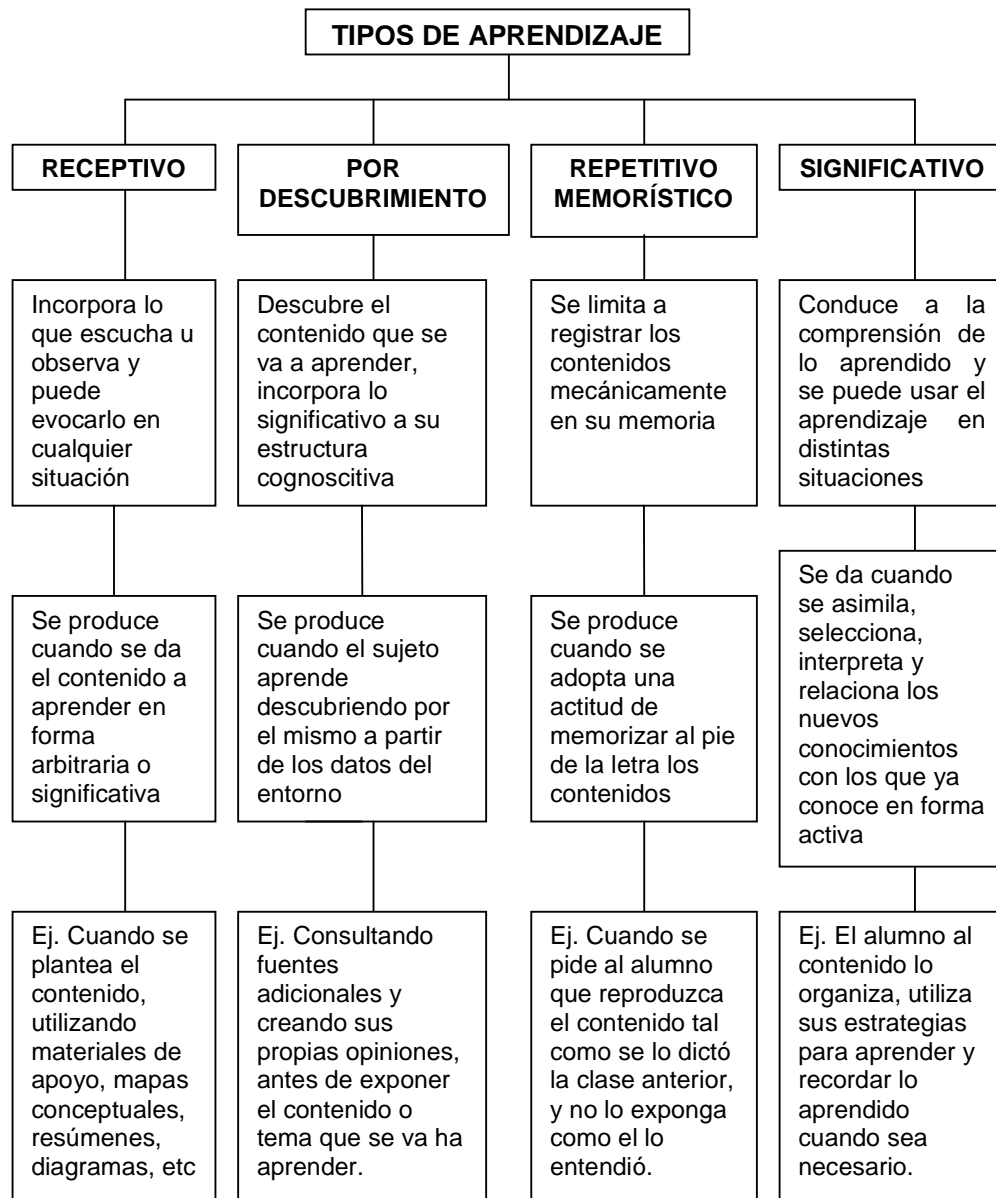 TIPOS DE APRENDIZAJE
RECEPTIVO
POR
DESCUBRIMIENTO
REPETITIVO
MEMORÍSTICO
SIGNIFICATIVO
Incorpora lo
que escucha u
observa y
puede
evocarlo en
cualquier
situación
Descubre el
contenido que se
va a aprender,
incorpora lo
significativo a su
estructura
cognoscitiva
Se limita a
registrar los
contenidos
mecánicamente
en su memoria
Conduce a la
comprensión de
lo aprendido y
se puede usar el
aprendizaje en
distintas
situaciones
Se produce
cuando se da
el contenido a
aprender en
forma
arbitraria o
significativa
Se produce
cuando el sujeto
aprende
descubriendo por
el mismo a partir
de los datos del
entorno
Se produce
cuando se
adopta una
actitud de
memorizar al pie
de la letra los
contenidos
Se da cuando
se asimila,
selecciona,
interpreta y
relaciona los
nuevos
conocimientos
con los que ya
conoce en forma
activa
Ej. Cuando se
plantea el
contenido,
utilizando
materiales de
apoyo, mapas
conceptuales,
resúmenes,
diagramas, etc
Ej. Consultando
fuentes
adicionales y
creando sus
propias opiniones,
antes de exponer
el contenido o
tema que se va ha
aprender.
Ej. Cuando se
pide al alumno
que reproduzca
el contenido tal
como se lo dictó
la clase anterior,
y no lo exponga
como el lo
entendió.
Ej. El alumno al
contenido lo
organiza, utiliza
sus estrategias
para aprender y
recordar lo
aprendido
cuando sea
necesario.